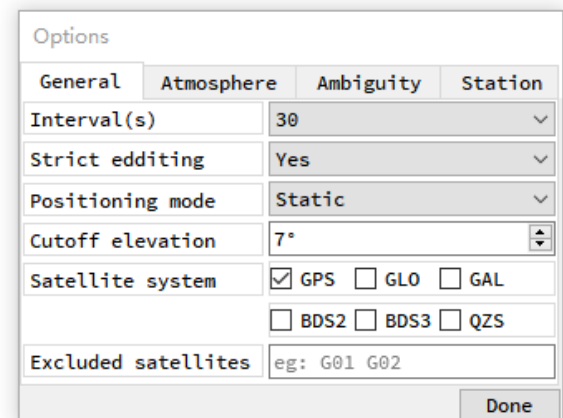 Options
General Atmosphere Ambiguity Station
Interval(s) 30
Strict edditing Yes
Positioning mode Static
Cutoff elevation 7°
Satellite system GPS GLO GAL
BDS2 BDS3 QZS
Excluded satellites eg: G01 G02
Done